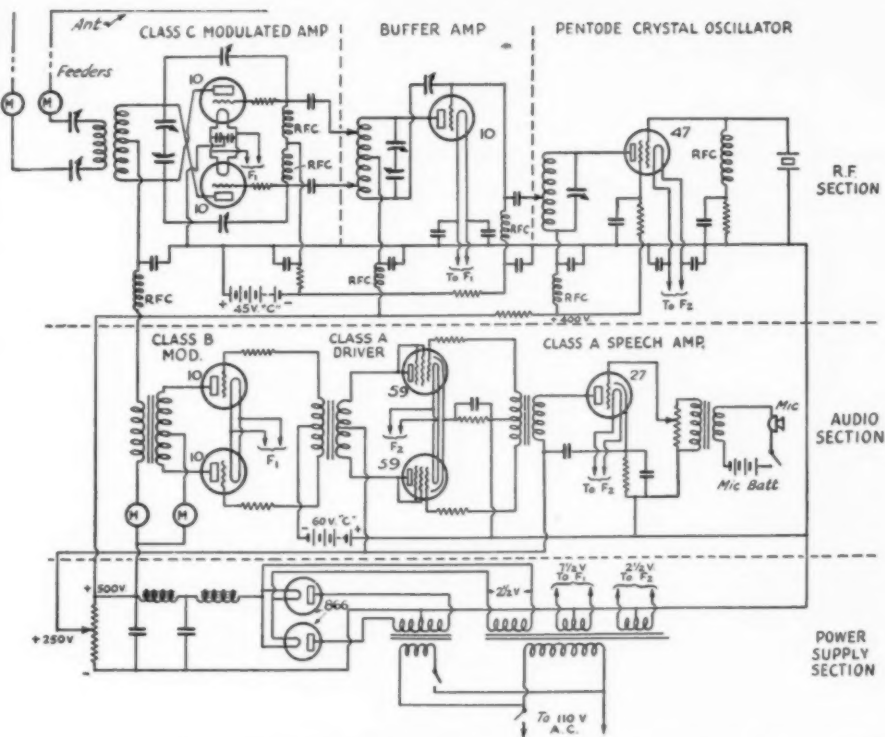 Ant
CLASS C MODULATED AMP
BUFFER AMP
PENTODE CRYSTAL OSCILLATOR
Feeders
M
M
10
10
F1
RFC
RFC
10
47
RFC
R.F.
SECTION
RFC
45V. "C"
+
-
RFC
RFC
To F1
RFC
+400V.
To F2
CLASS B
MOD.
CLASS A
DRIVER
CLASS A SPEECH AMP.
10
10
F1
59
59
F2
27
To F2
Mic
Mic Batt
AUDIO
SECTION
M
M
-
60V. "C"
+
+500V
+250V
-
866
2½V
7½V
To F1
2½V
To F2
To 110 V
A.C.
POWER
SUPPLY
SECTION